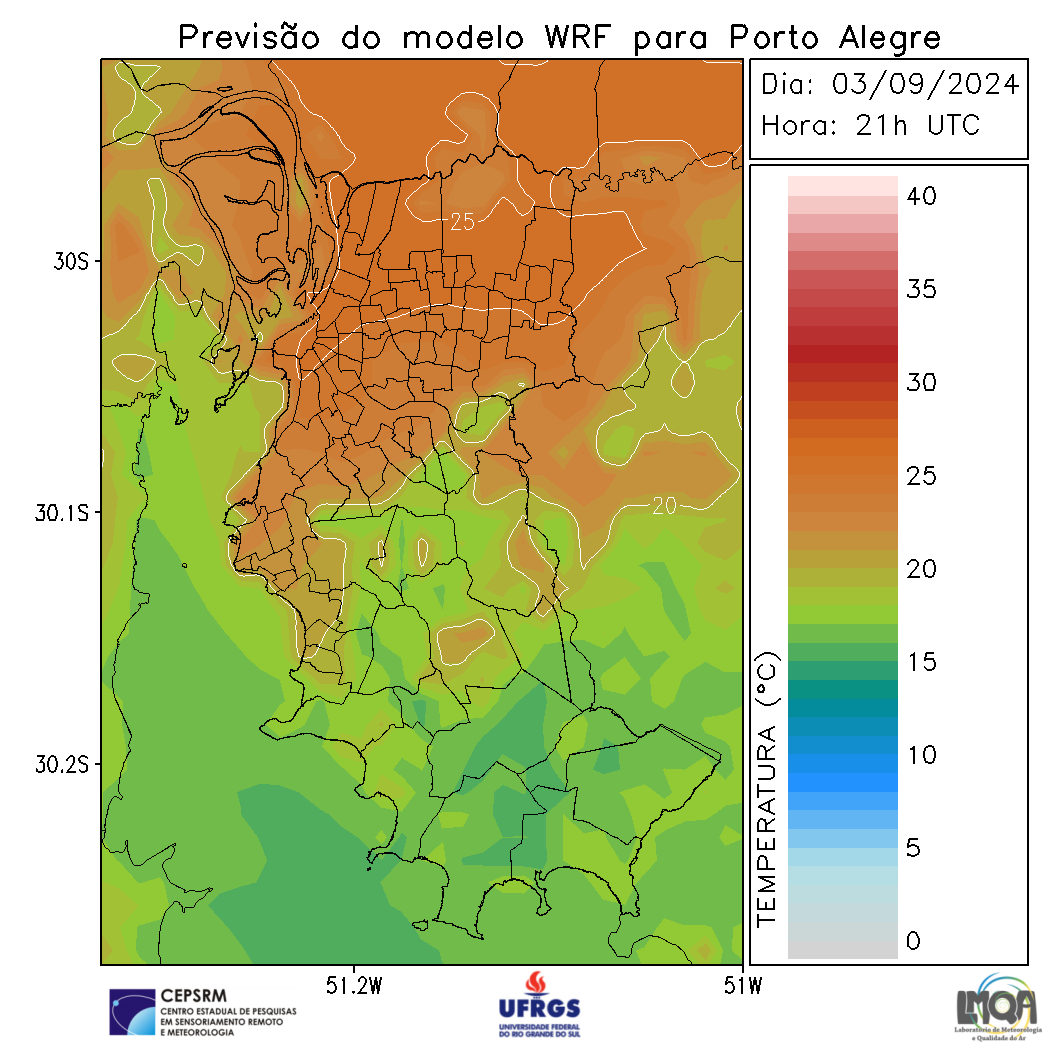 Previsão do modelo WRF para Porto Alegre
Dia: 03/09/2024
Hora: 21h UTC
40
35
30
25
20
15
10
5
0
TEMPERATURA (°C)
25
20
30S
30.1S
30.2S
51.2W
51W
CEPSRM
CENTRO ESTADUAL DE PESQUISAS
EM SENSORIAMENTO REMOTO
E METEOROLOGIA
UFRGS
UNIVERSIDADE FEDERAL
DO RIO GRANDE DO SUL
LMQA
Laboratório de Meteorologia
e Qualidade do Ar